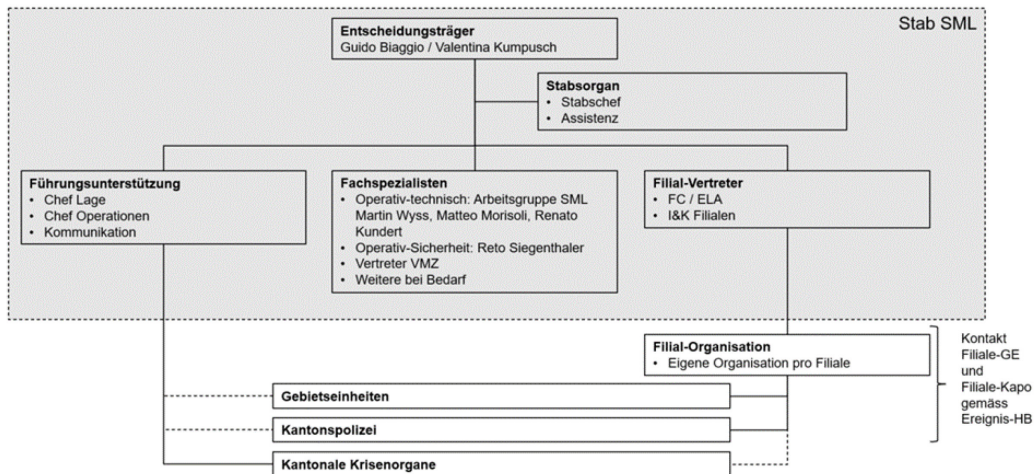 Stab SML
Entscheidungsträger
Guido Biaggio / Valentina Kumpusch
Stabsorgan
• Stabschef
• Assistenz
Führungsunterstützung
• Chef Lage
• Chef Operationen
• Kommunikation
Fachspezialisten
• Operativ-technisch: Arbeitsgruppe SML
Martin Wyss, Matteo Morisoli, Renato
Kundert
• Operativ-Sicherheit: Reto Siegenthaler
• Vertreter VMZ
• Weitere bei Bedarf
Filial-Vertreter
• FC / ELA
• I&K Filialen
Filial-Organisation
• Eigene Organisation pro Filiale
Kontakt
Filiale-GE
und
Filiale-Kapo
gemäss
Ereignis-HB
Gebietseinheiten
Kantonspolizei
Kantonale Krisenorgane